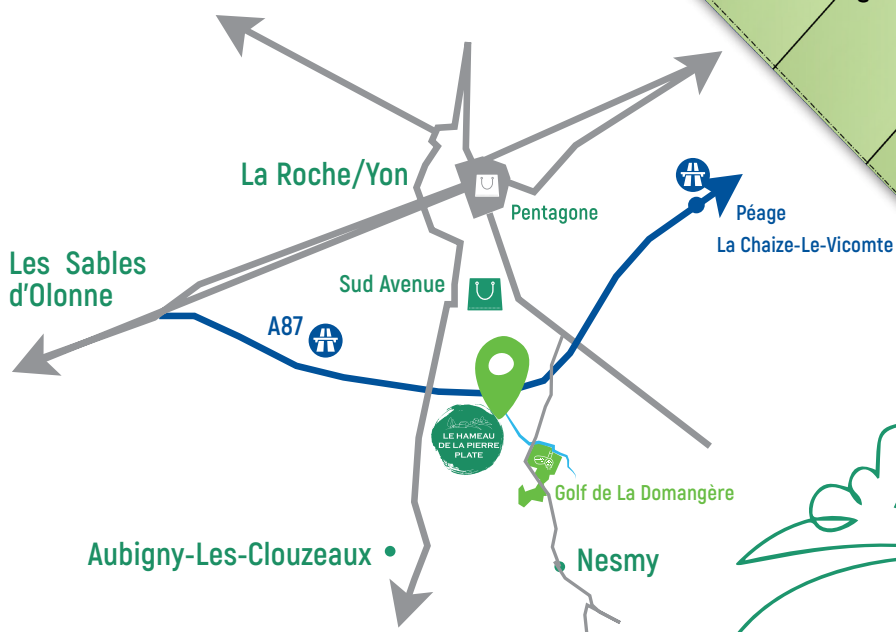 La Roche/Yon
Pentagone
Péage
La Chaize-Le-Vicomte
Les Sables
d'Olonne
Sud Avenue
A87
LE HAMEAU
DE LA PIERRE
PLATE
Golf de La Domangère
Aubigny-Les-Clouzeaux
Nesmy